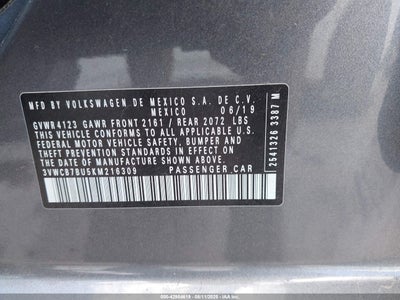 MFD BY VOLKSWAGEN DE MEXICO S.A. DE C.V.
MEXICO 06/19
GVWR4123 GAWR FRONT 2161 / REAR 2072 LBS
THIS VEHICLE CONFORMS TO ALL APPLICABLE U.S.
FEDERAL MOTOR VEHICLE SAFETY, BUMPER
AND THEFT PREVENTION STANDARDS IN EFFECT ON
THE DATE OF MANUFACTURE SHOWN ABOVE.
3VWCB7BU5KM216309 PASSENGER CAR
2541326 3387 M